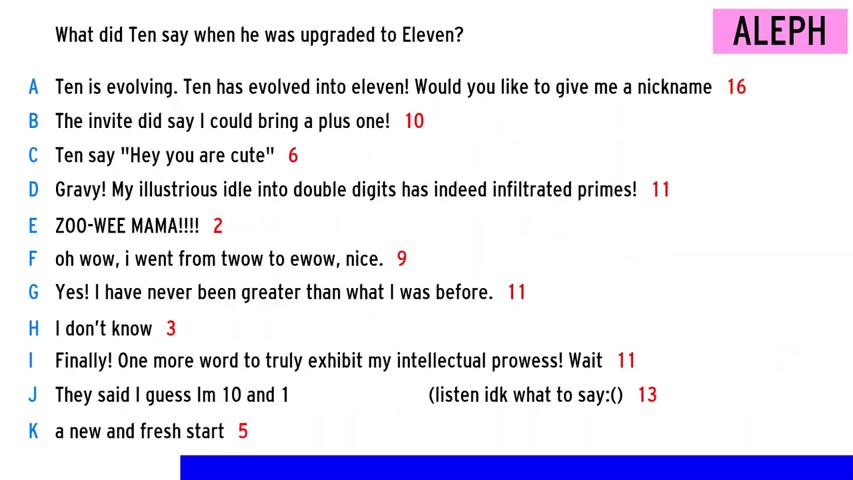 What did Ten say when he was upgraded to Eleven?
ALEPH
A Ten is evolving. Ten has evolved into eleven! Would you like to give me a nickname 16
B The invite did say I could bring a plus one! 10
C Ten say "Hey you are cute" 6
D Gravy! My illustrious idle into double digits has indeed infiltrated primes! 11
E ZOO-WEE MAMA!!!! 2
F oh wow, i went from twow to ewow, nice. 9
G Yes! I have never been greater than what I was before. 11
H I don't know 3
I Finally! One more word to truly exhibit my intellectual prowess! Wait 11
J They said I guess Im 10 and 1 (listen idk what to say:() 13
K a new and fresh start 5